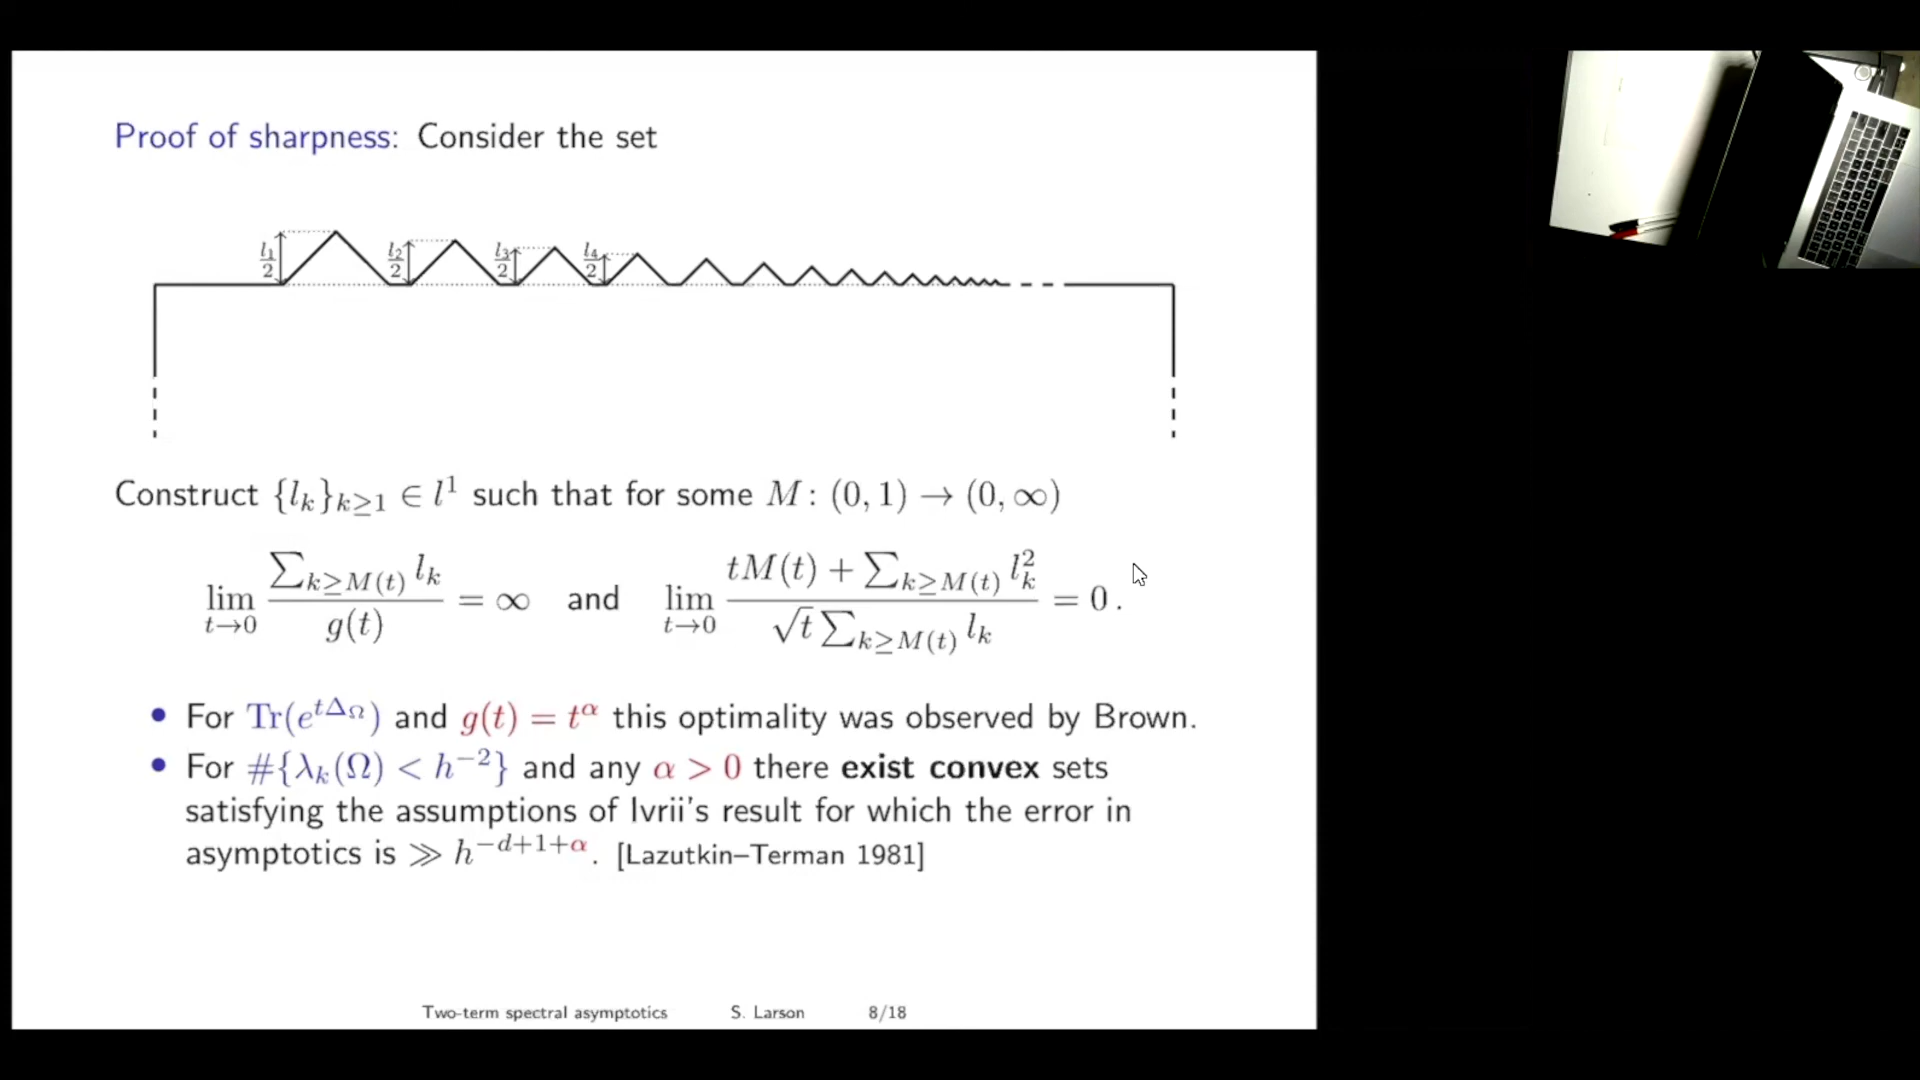 Proof of sharpness: Consider the set
l₁/2 l₂/2 l₃/2 l₄/2
Construct {l_k}_{k≥1} ∈ l¹ such that for some M: (0, 1) → (0, ∞)
lim_{t→0} (∑_{k≥M(t)} l_k) / g(t) = ∞ and lim_{t→0} (tM(t) + ∑_{k≥M(t)} l_k²) / (√t ∑_{k≥M(t)} l_k) = 0.
• For Tr(e^{tΔ_Ω}) and g(t) = t^α this optimality was observed by Brown.
• For #{λ_k(Ω) < h⁻²} and any α > 0 there exist convex sets
satisfying the assumptions of Ivrii's result for which the error in
asymptotics is ≫ h^{−d+1+α}. [Lazutkin–Terman 1981]
Two-term spectral asymptotics S. Larson 8/18